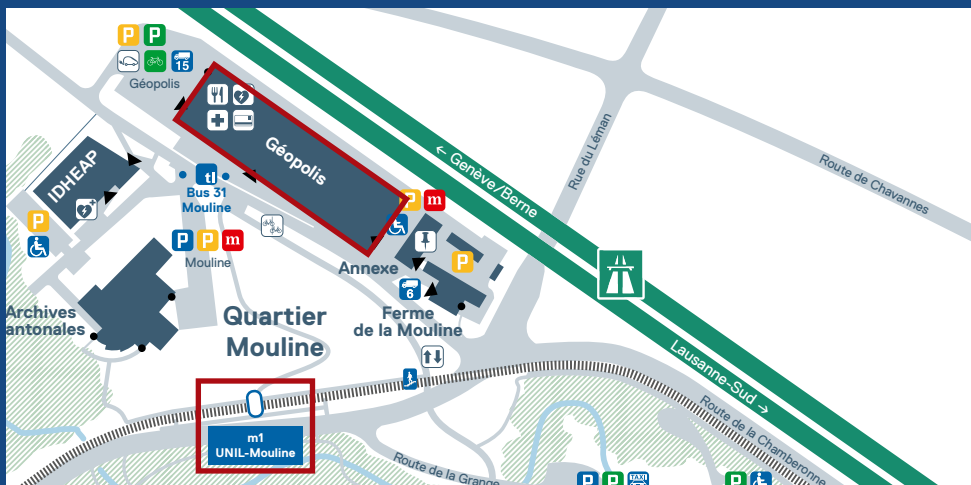 P P
15
Géopolis
Géopolis
← Genève/Berne
Rue du Léman
Route de Chavannes
IDHEAP
tl
Bus 31
Mouline
P
P m
P P m
Mouline
Annexe
P
6
Ferme
de la Mouline
Archives
antonales
Quartier
Mouline
Lausanne-Sud →
m1
UNIL-Mouline
Route de la Chamberonne
Route de la Grange
P P TAXI
P